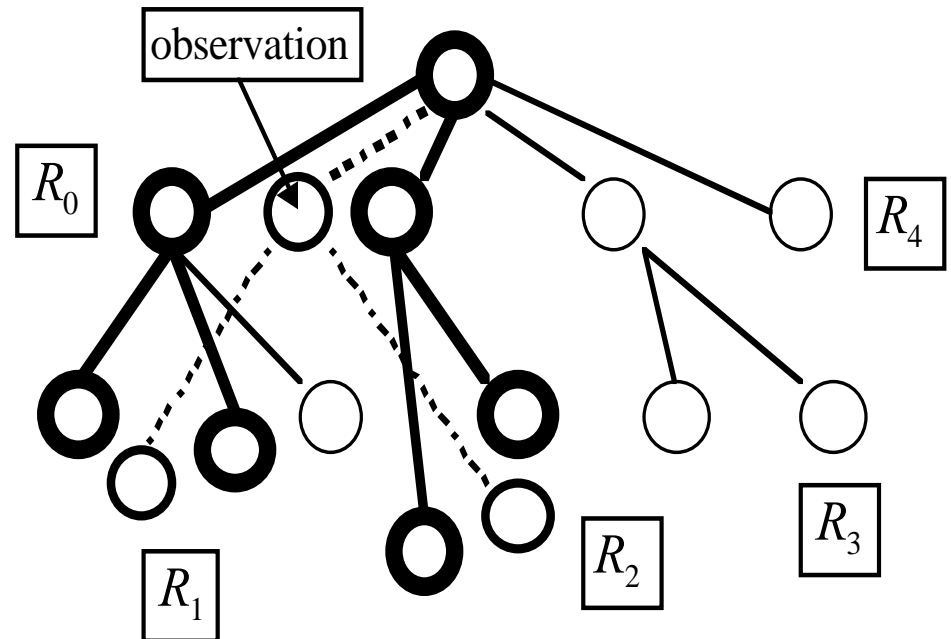 observation
R₀
R₄
R₃
R₂
R₁